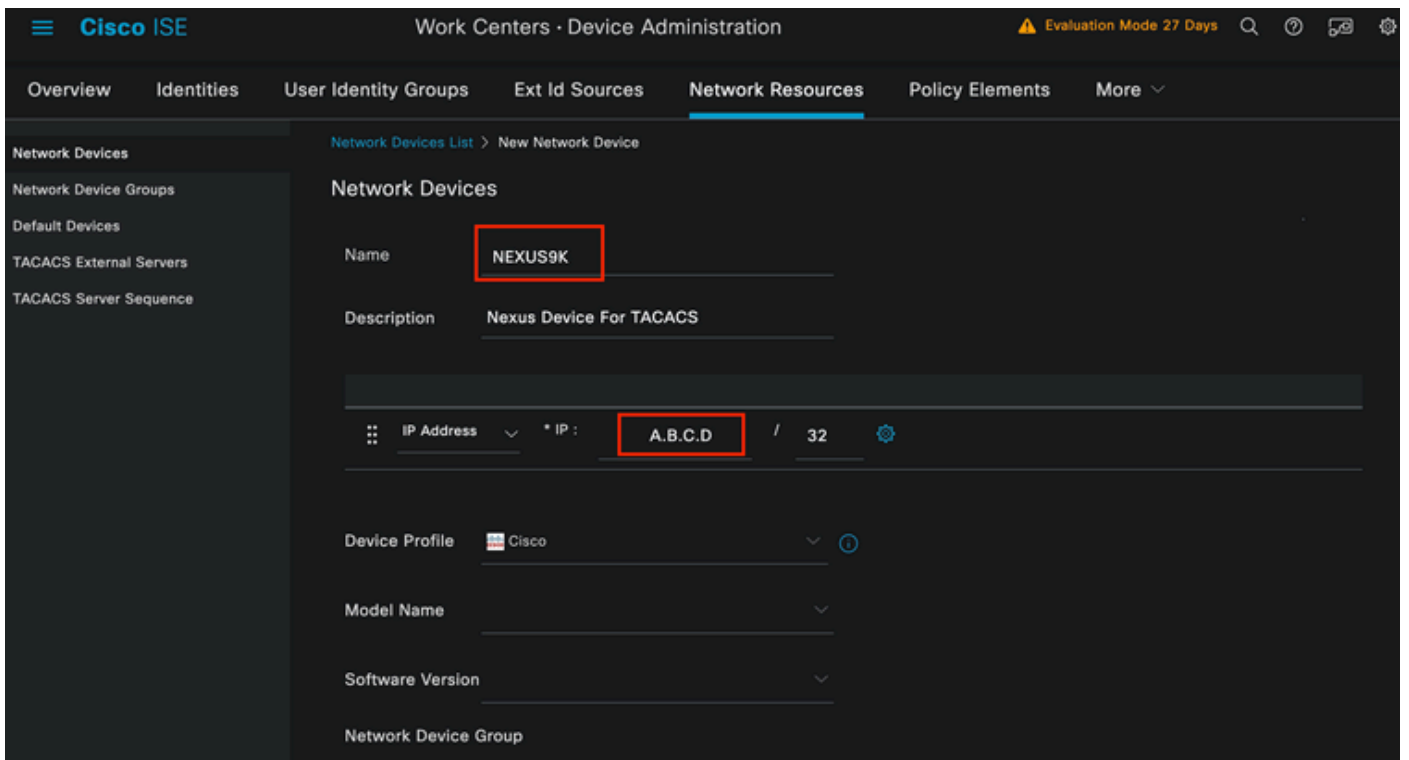 Cisco ISE
Work Centers · Device Administration
Evaluation Mode 27 Days
Overview
Identities
User Identity Groups
Ext Id Sources
Network Resources
Policy Elements
More
Network Devices
Network Device Groups
Default Devices
TACACS External Servers
TACACS Server Sequence
Network Devices List > New Network Device
Network Devices
Name NEXUS9K
Description Nexus Device For TACACS
IP Address * IP : A.B.C.D / 32
Device Profile Cisco
Model Name
Software Version
Network Device Group